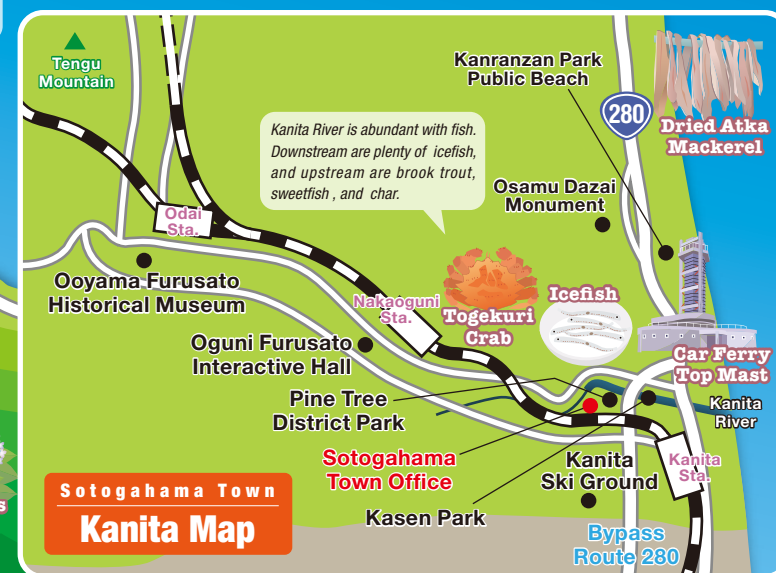 Tengu
Mountain
Kanranzan Park
Public Beach
280
Dried Atka
Mackerel
Kanita River is abundant with fish.
Downstream are plenty of icefish,
and upstream are brook trout,
sweetfish , and char.
Osamu Dazai
Monument
Odai
Sta.
Ooyama Furusato
Historical Museum
Nakaoguni
Sta.
Togekuri
Crab
Icefish
Car Ferry
Top Mast
Oguni Furusato
Interactive Hall
Pine Tree
District Park
Kanita
River
Sotogahama
Town Office
Kanita
Ski Ground
Kanita
Sta.
Kasen Park
Bypass
Route 280
Sotogahama Town
Kanita Map
s